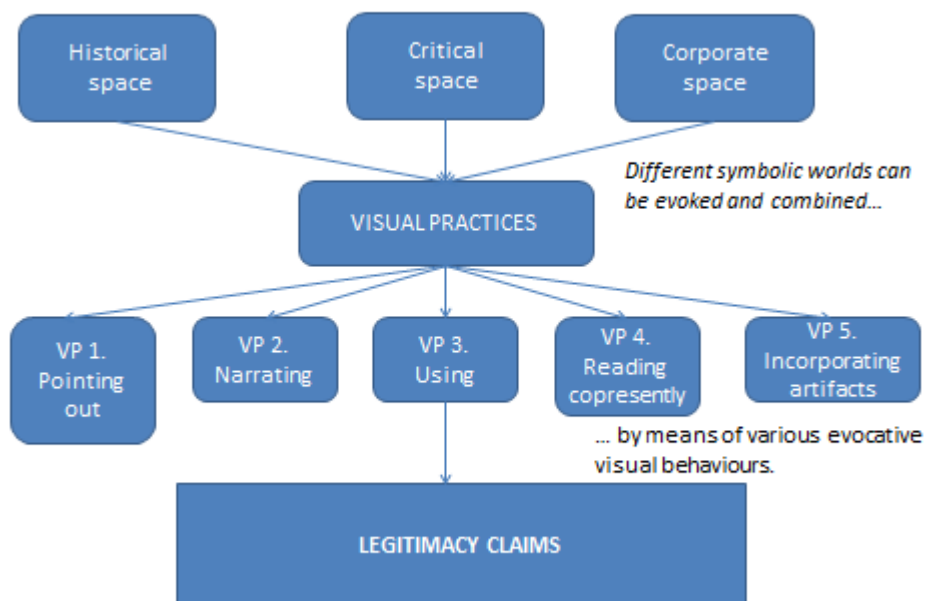 Historical
space
Critical
space
Corporate
space
Different symbolic worlds can
be evoked and combined...
VISUAL PRACTICES
VP 1.
Pointing
out
VP 2.
Narrating
VP 3.
Using
VP 4.
Reading
copresently
VP 5.
Incorporating
artifacts
... by means of various evocative
visual behaviours.
LEGITIMACY CLAIMS